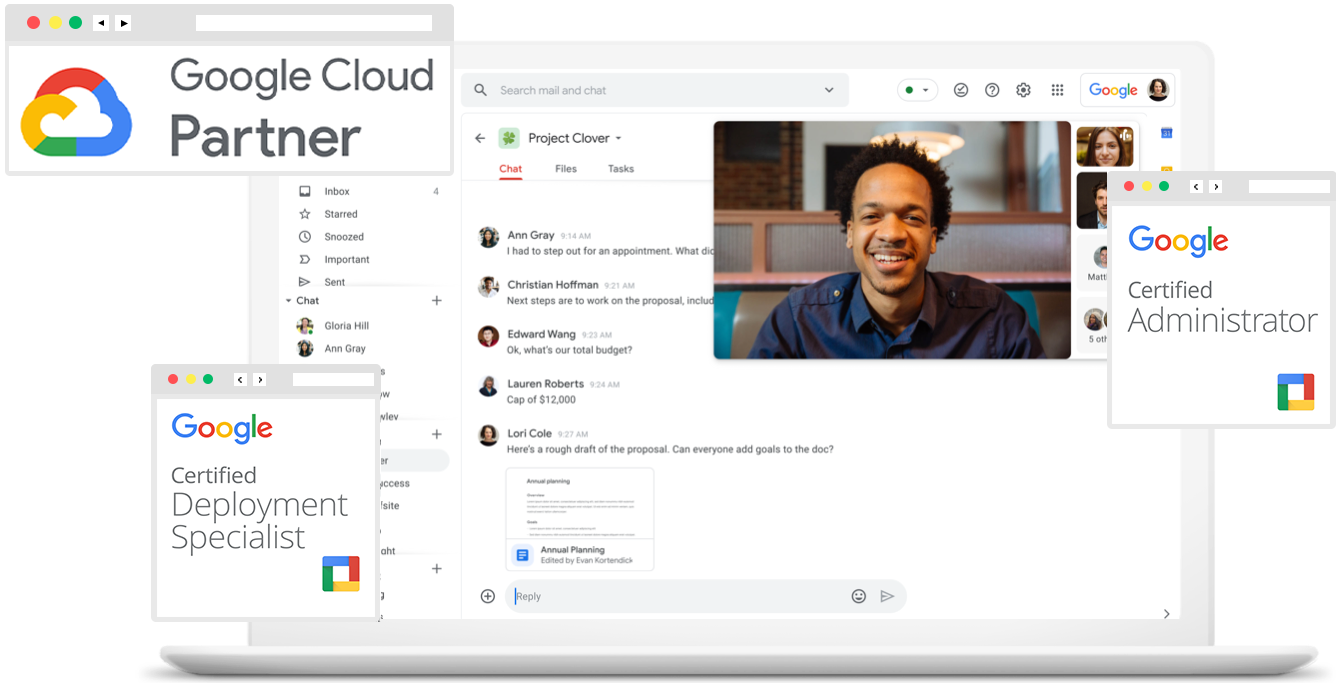 Google Cloud
Partner
Search mail and chat
Google
Project Clover
Chat
Files
Tasks
31
Inbox
4
Starred
Snoozed
Important
Sent
Chat
Gloria Hill
Ann Gray
Ann Gray 9:14 AM
I had to step out for an appointment. What did
Christian Hoffman 9:21 AM
Next steps are to work on the proposal, includ
Edward Wang 9:23 AM
Ok, what's our total budget?
Lauren Roberts 9:24 AM
Cap of $12,000
Lori Cole 9:27 AM
Here's a rough draft of the proposal. Can everyone add goals to the doc?
Annual planning
Overview
Goals
Annual Planning
Edited by Evan Kortendick
Reply
Google
Certified
Administrator
Google
Certified
Deployment
Specialist